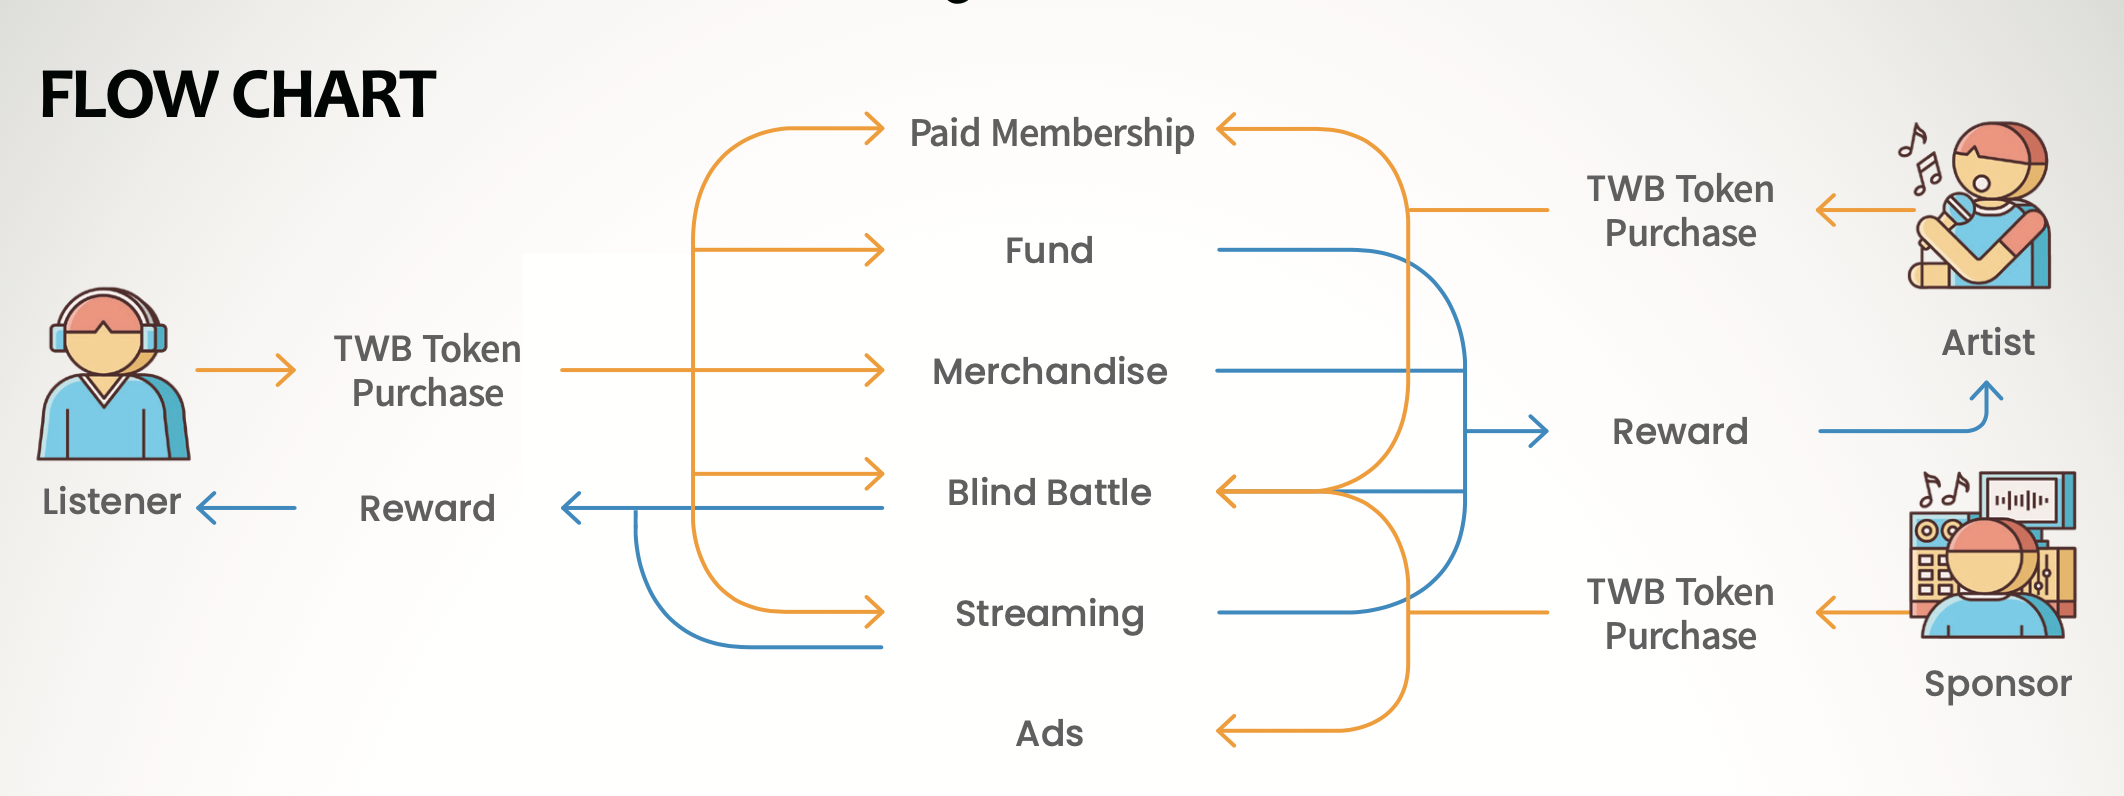 FLOW CHART
Paid Membership
TWB Token
Purchase
Fund
Artist
TWB Token
Purchase
Merchandise
Reward
Listener
Reward
Blind Battle
TWB Token
Purchase
Streaming
Sponsor
Ads